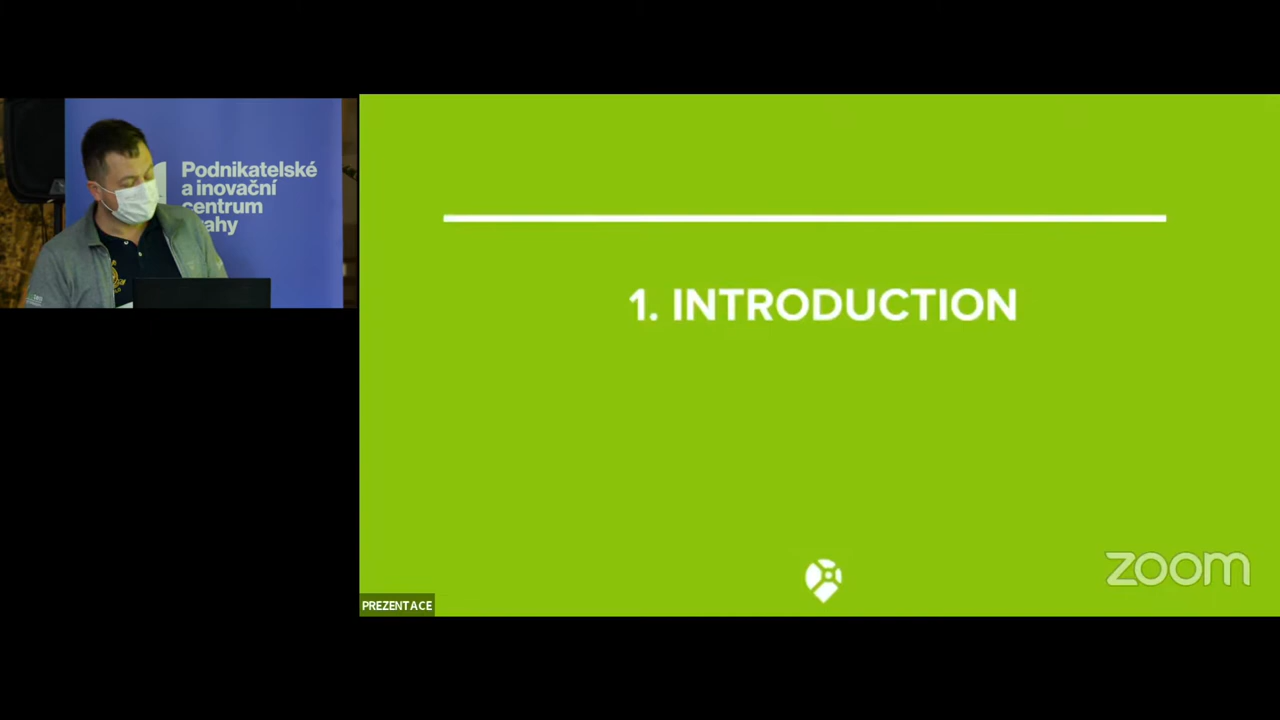 Podnikatelské
a inovační
centrum
1. INTRODUCTION
zoom
PREZENTACE